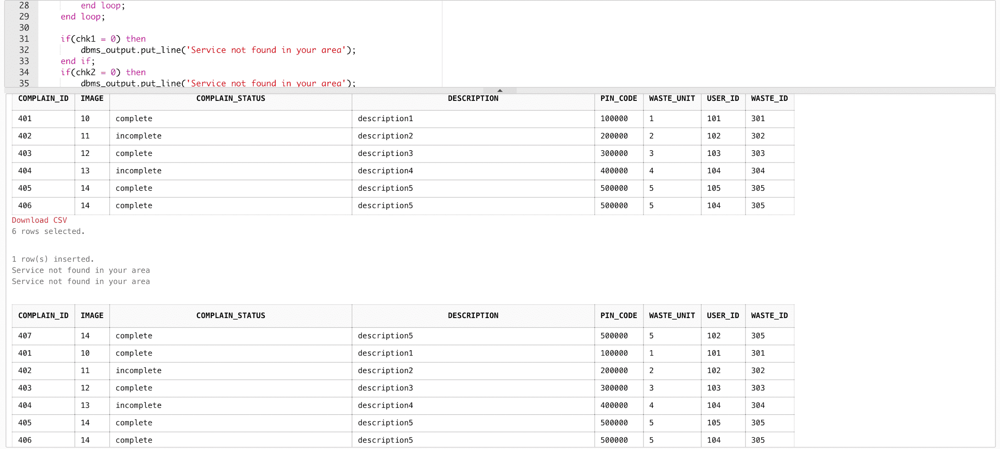 28 end loop;
29 end loop;
30
31 if(chk1 = 0) then
32 dbms_output.put_line('Service not found in your area');
33 end if;
34 if(chk2 = 0) then
35 dbms_output.put_line('Service not found in your area');
COMPLAIN_ID IMAGE COMPLAIN_STATUS DESCRIPTION PIN_CODE WASTE_UNIT USER_ID WASTE_ID
401 10 complete description1 100000 1 101 301
402 11 incomplete description2 200000 2 102 302
403 12 complete description3 300000 3 103 303
404 13 incomplete description4 400000 4 104 304
405 14 complete description5 500000 5 105 305
406 14 complete description5 500000 5 104 305
Download CSV
6 rows selected.
1 row(s) inserted.
Service not found in your area
Service not found in your area
COMPLAIN_ID IMAGE COMPLAIN_STATUS DESCRIPTION PIN_CODE WASTE_UNIT USER_ID WASTE_ID
407 14 complete description5 500000 5 102 305
401 10 complete description1 100000 1 101 301
402 11 incomplete description2 200000 2 102 302
403 12 complete description3 300000 3 103 303
404 13 incomplete description4 400000 4 104 304
405 14 complete description5 500000 5 105 305
406 14 complete description5 500000 5 104 305